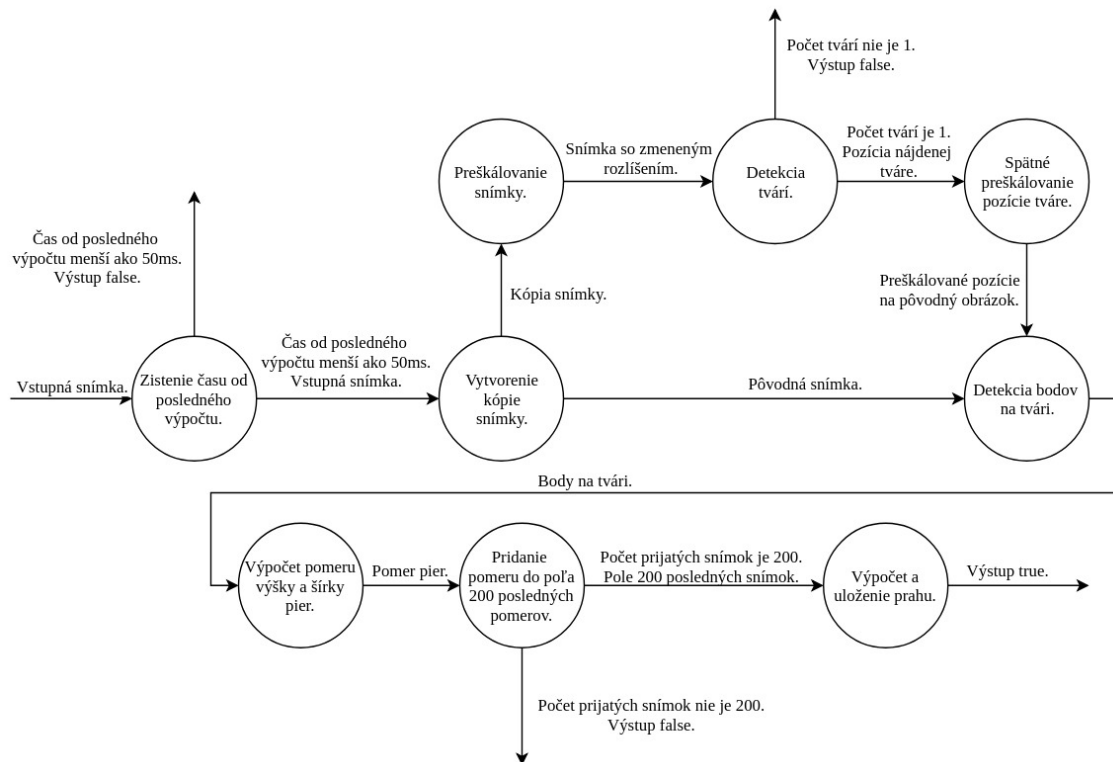 Počet tvárí nie je 1.
Výstup false.
Preškálovanie
snímky.
Snímka so zmeneným
rozlíšením.
Detekcia
tvárí.
Počet tvárí je 1.
Pozícia nájdenej
tváre.
Spätné
preškálovanie
pozície tváre.
Čas od posledného
výpočtu menší ako 50ms.
Výstup false.
Kópia snímky.
Preškálované pozície
na pôvodný obrázok.
Vstupná snímka.
Zistenie času od
posledného
výpočtu.
Čas od posledného
výpočtu menší ako 50ms.
Vstupná snímka.
Vytvorenie
kópie
snímky.
Pôvodná snímka.
Detekcia bodov
na tvári.
Body na tvári.
Výpočet pomeru
výšky a šírky
pier.
Pomer pier.
Pridanie
pomeru do poľa
200 posledných
pomerov.
Počet prijatých snímok je 200.
Pole 200 posledných snímok.
Výpočet a
uloženie prahu.
Výstup true.
Počet prijatých snímok nie je 200.
Výstup false.